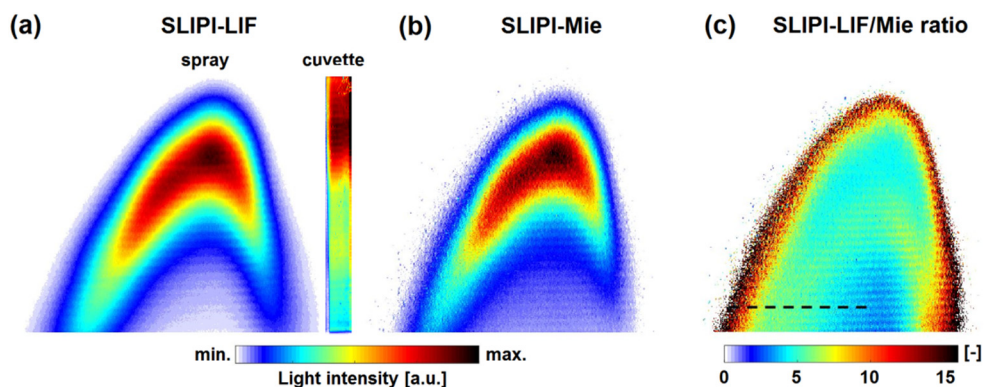 (a) SLIPI-LIF
spray cuvette
(b) SLIPI-Mie
(c) SLIPI-LIF/Mie ratio
min. max.
Light intensity [a.u.]
[-]
0 5 10 15